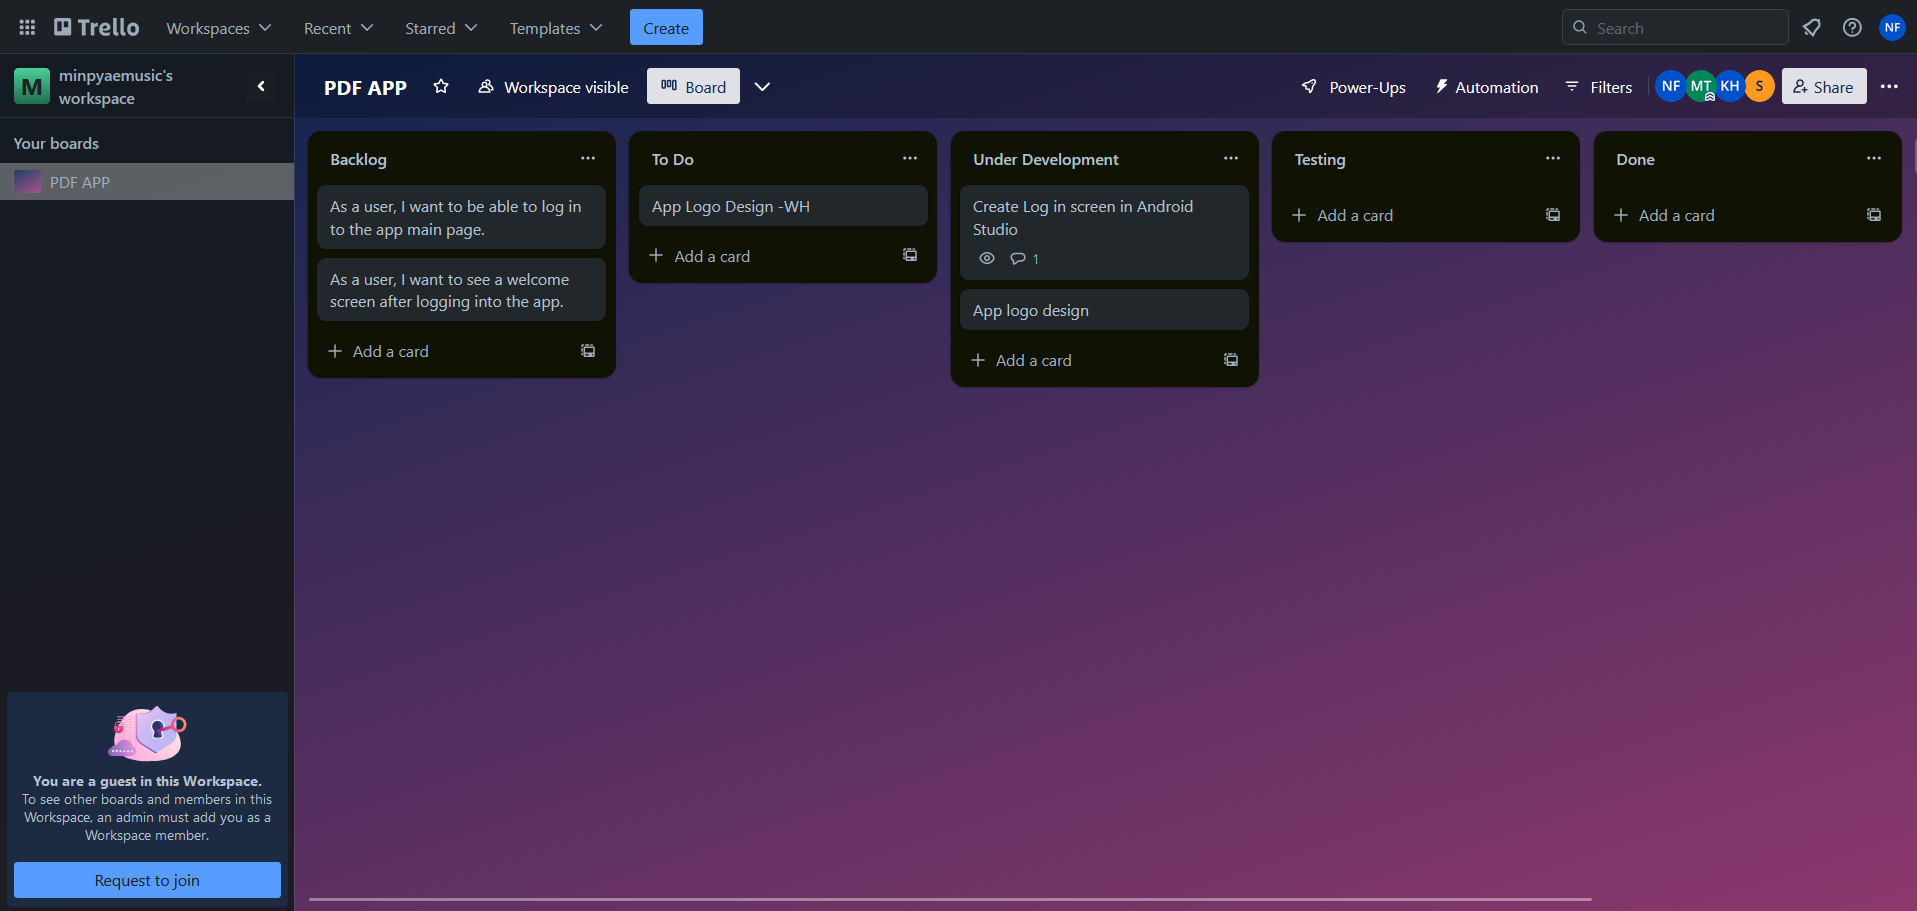 Trello
Workspaces
Recent
Starred
Templates
Create
Search
NF
M
minpyaemusic's
workspace
PDF APP
Workspace visible
Board
Power-Ups
Automation
Filters
NF
MT
KH
S
Share
Your boards
PDF APP
Backlog
As a user, I want to be able to log in
to the app main page.
As a user, I want to see a welcome
screen after logging into the app.
Add a card
To Do
App Logo Design -WH
Add a card
Under Development
Create Log in screen in Android
Studio
1
App logo design
Add a card
Testing
Add a card
Done
Add a card
You are a guest in this Workspace.
To see other boards and members in this
Workspace, an admin must add you as a
Workspace member.
Request to join